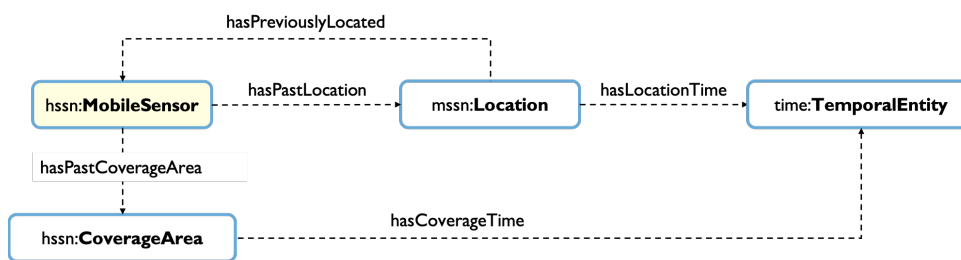 hasPreviouslyLocated
hssn:MobileSensor
hasPastLocation
mssn:Location
hasLocationTime
time:TemporalEntity
hasPastCoverageArea
hssn:CoverageArea
hasCoverageTime